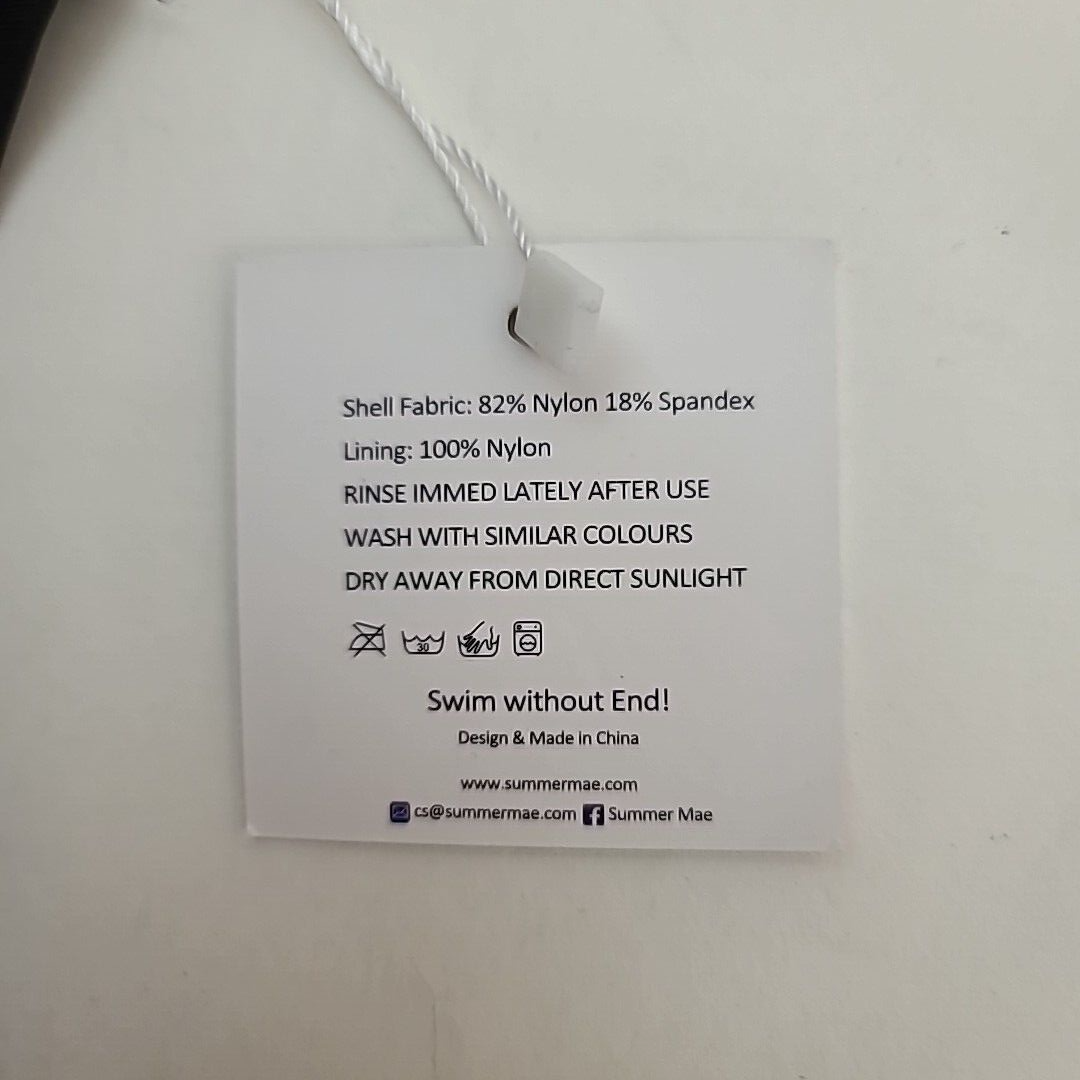 Shell Fabric: 82% Nylon 18% Spandex
Lining: 100% Nylon
RINSE IMMED LATELY AFTER USE
WASH WITH SIMILAR COLOURS
DRY AWAY FROM DIRECT SUNLIGHT
30
Swim without End!
Design & Made in China
www.summermae.com
cs@summermae.com f Summer Mae